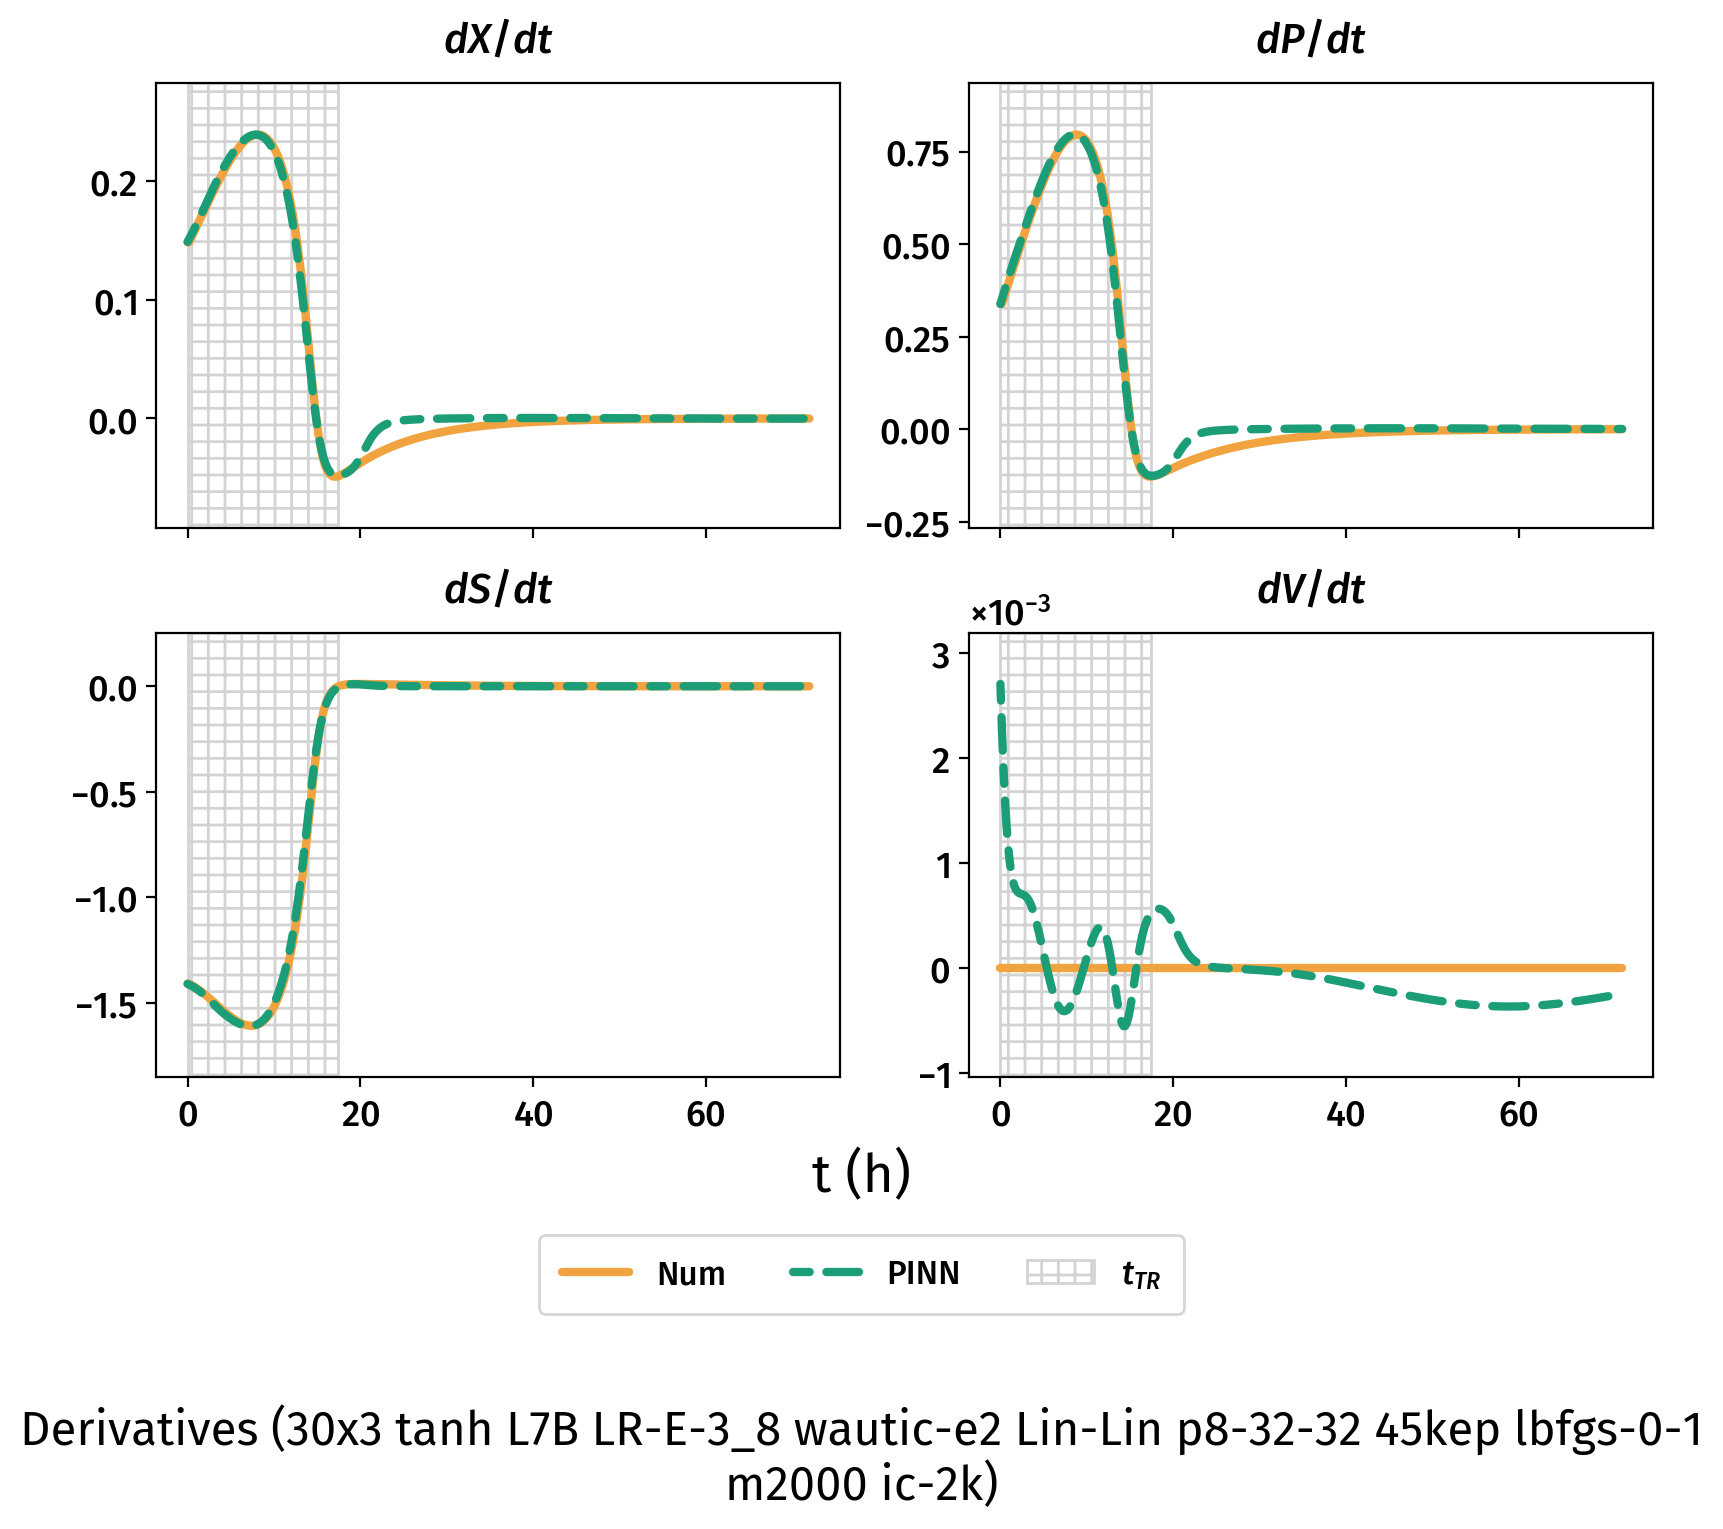 dX/dt
dP/dt
0.2
0.1
0.0
0.75
0.50
0.25
0.00
−0.25
dS/dt
dV/dt
×10⁻³
0.0
−0.5
−1.0
−1.5
3
2
1
0
−1
0 20 40 60
0 20 40 60
t (h)
Num PINN t_TR
Derivatives (30x3 tanh L7B LR-E-3_8 wautic-e2 Lin-Lin p8-32-32 45kep lbfgs-0-1
m2000 ic-2k)